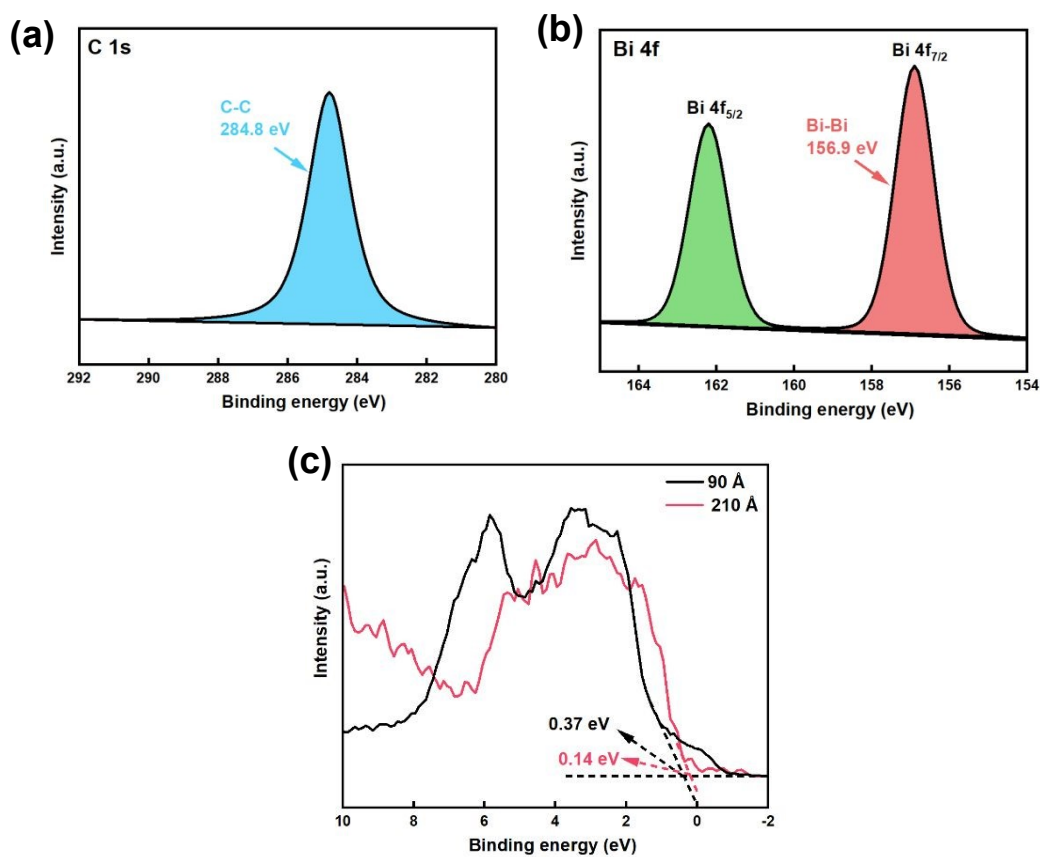 (a)
C 1s
C-C
284.8 eV
Intensity (a.u.)
292 290 288 286 284 282 280
Binding energy (eV)
(b)
Bi 4f
Bi 4f7/2
Bi 4f5/2
Bi-Bi
156.9 eV
Intensity (a.u.)
164 162 160 158 156 154
Binding energy (eV)
(c)
90 Å
210 Å
Intensity (a.u.)
0.37 eV
0.14 eV
10 8 6 4 2 0 -2
Binding energy (eV)